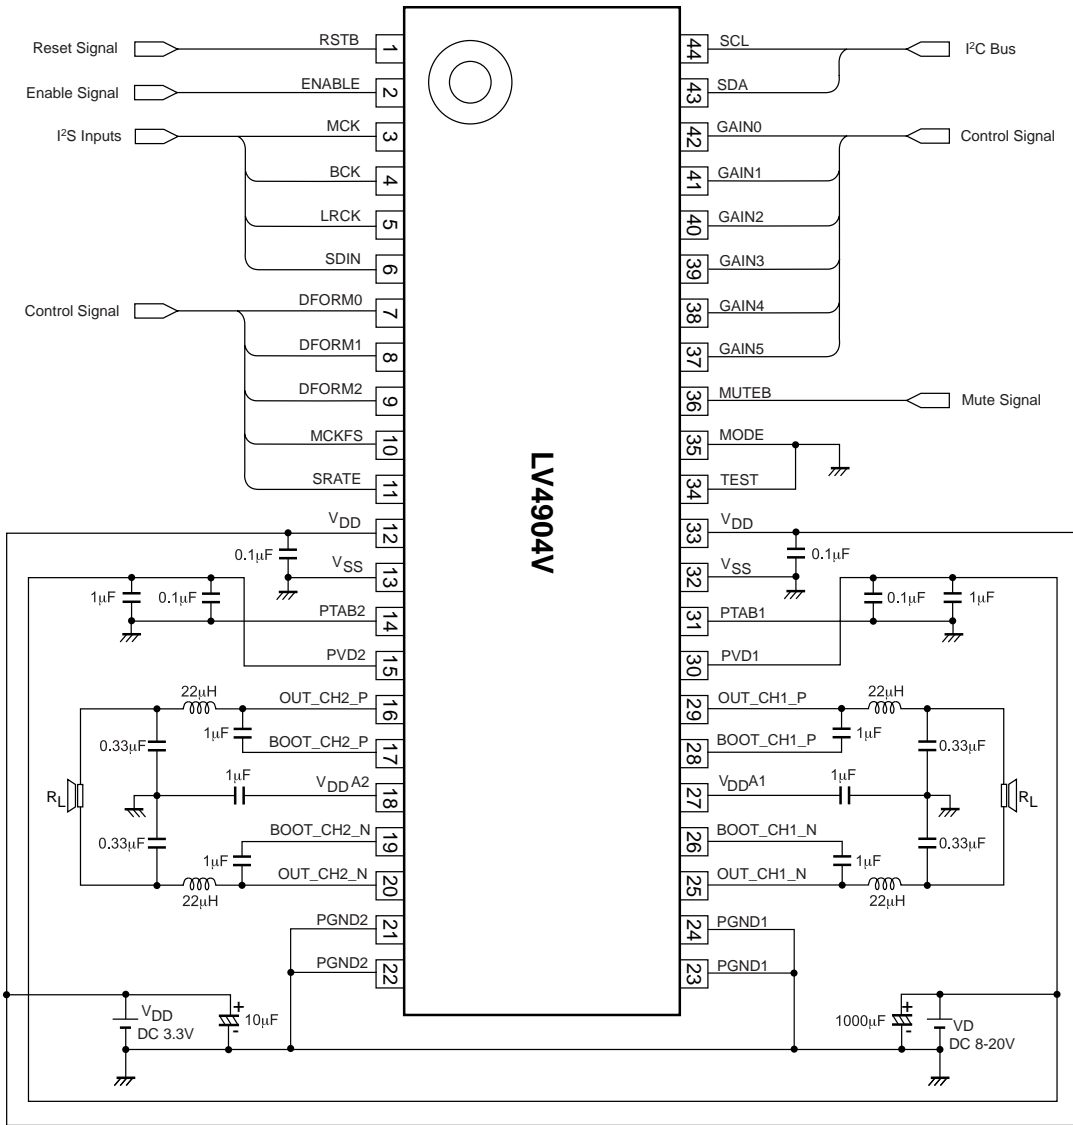 Reset Signal RSTB 1 44 SCL I²C Bus
Enable Signal ENABLE 2 43 SDA
I²S Inputs MCK 3 42 GAIN0 Control Signal
BCK 4 41 GAIN1
LRCK 5 40 GAIN2
SDIN 6 39 GAIN3
Control Signal DFORM0 7 38 GAIN4
DFORM1 8 37 GAIN5
DFORM2 9 36 MUTEB Mute Signal
MCKFS 10 35 MODE
SRATE 11 34 TEST
LV4904V
VDD 12 33 VDD
0.1µF 0.1µF
VSS 13 32 VSS
1µF 0.1µF 0.1µF 1µF
PTAB2 14 31 PTAB1
PVD2 15 30 PVD1
22µH 22µH
OUT_CH2_P 16 29 OUT_CH1_P
1µF 1µF
0.33µF BOOT_CH2_P 17 28 BOOT_CH1_P 0.33µF
1µF 1µF
RL VDDA2 18 27 VDDA1 RL
0.33µF BOOT_CH2_N 19 26 BOOT_CH1_N 0.33µF
1µF 1µF
OUT_CH2_N 20 25 OUT_CH1_N
22µH 22µH
PGND2 21 24 PGND1
PGND2 22 23 PGND1
VDD + 10µF - 1000µF + - VD
DC 3.3V DC 8-20V